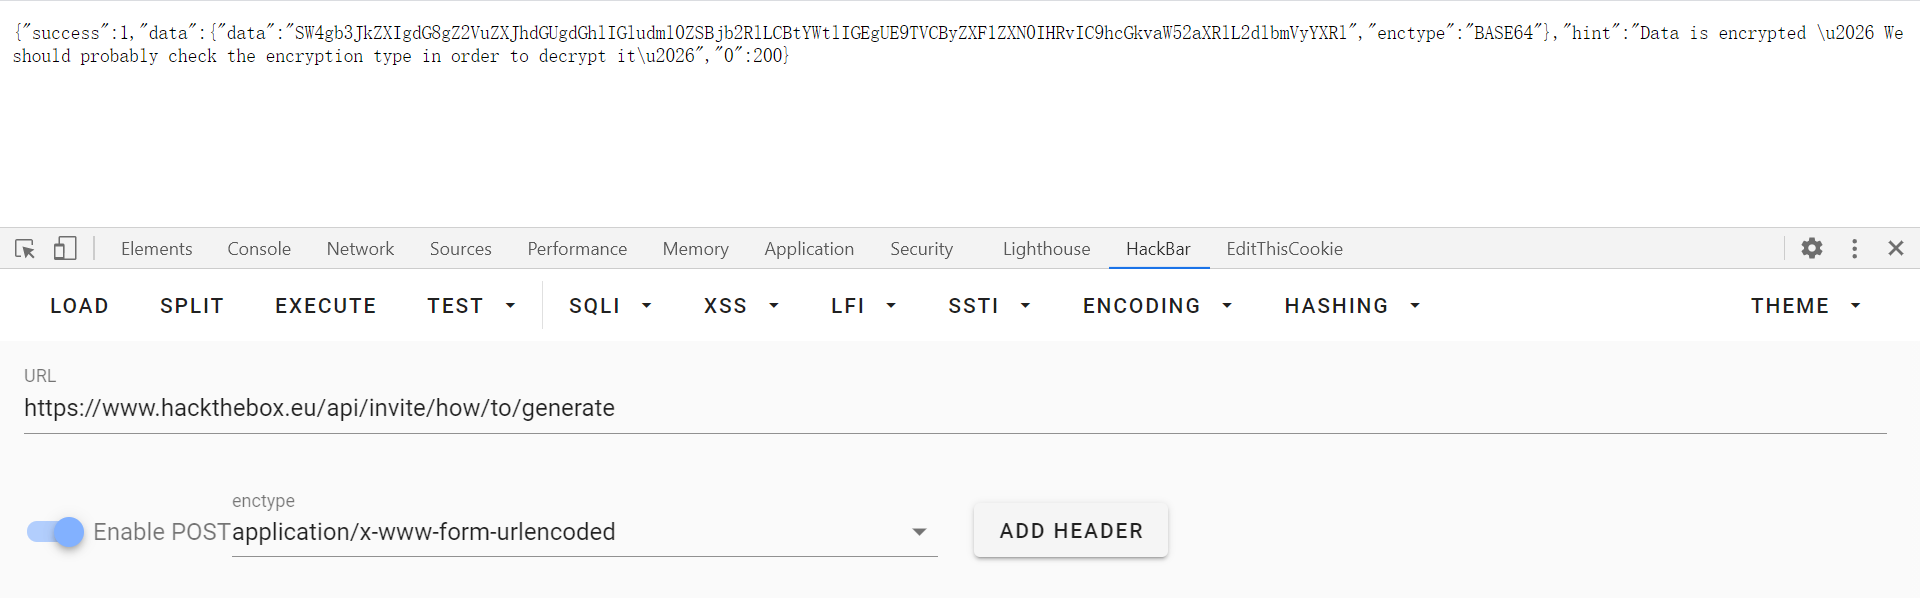 {"success":1,"data":{"data":"SW4gb3JkZXIgdG8gZ2VuZXJhdGUgdGhlIGludml0ZSBjb2RlLCBtYWtlIGEgUE9TVCByZXF1ZXN0IHRvIC9hcGkvaW52aXRlL2dlbmVyYXRl","enctype":"BASE64"},"hint":"Data is encrypted \u2026 We
should probably check the encryption type in order to decrypt it\u2026","0":200}
Elements Console Network Sources Performance Memory Application Security Lighthouse HackBar EditThisCookie
LOAD SPLIT EXECUTE TEST SQLI XSS LFI SSTI ENCODING HASHING THEME
URL
https://www.hackthebox.eu/api/invite/how/to/generate
enctype
Enable POST application/x-www-form-urlencoded ADD HEADER